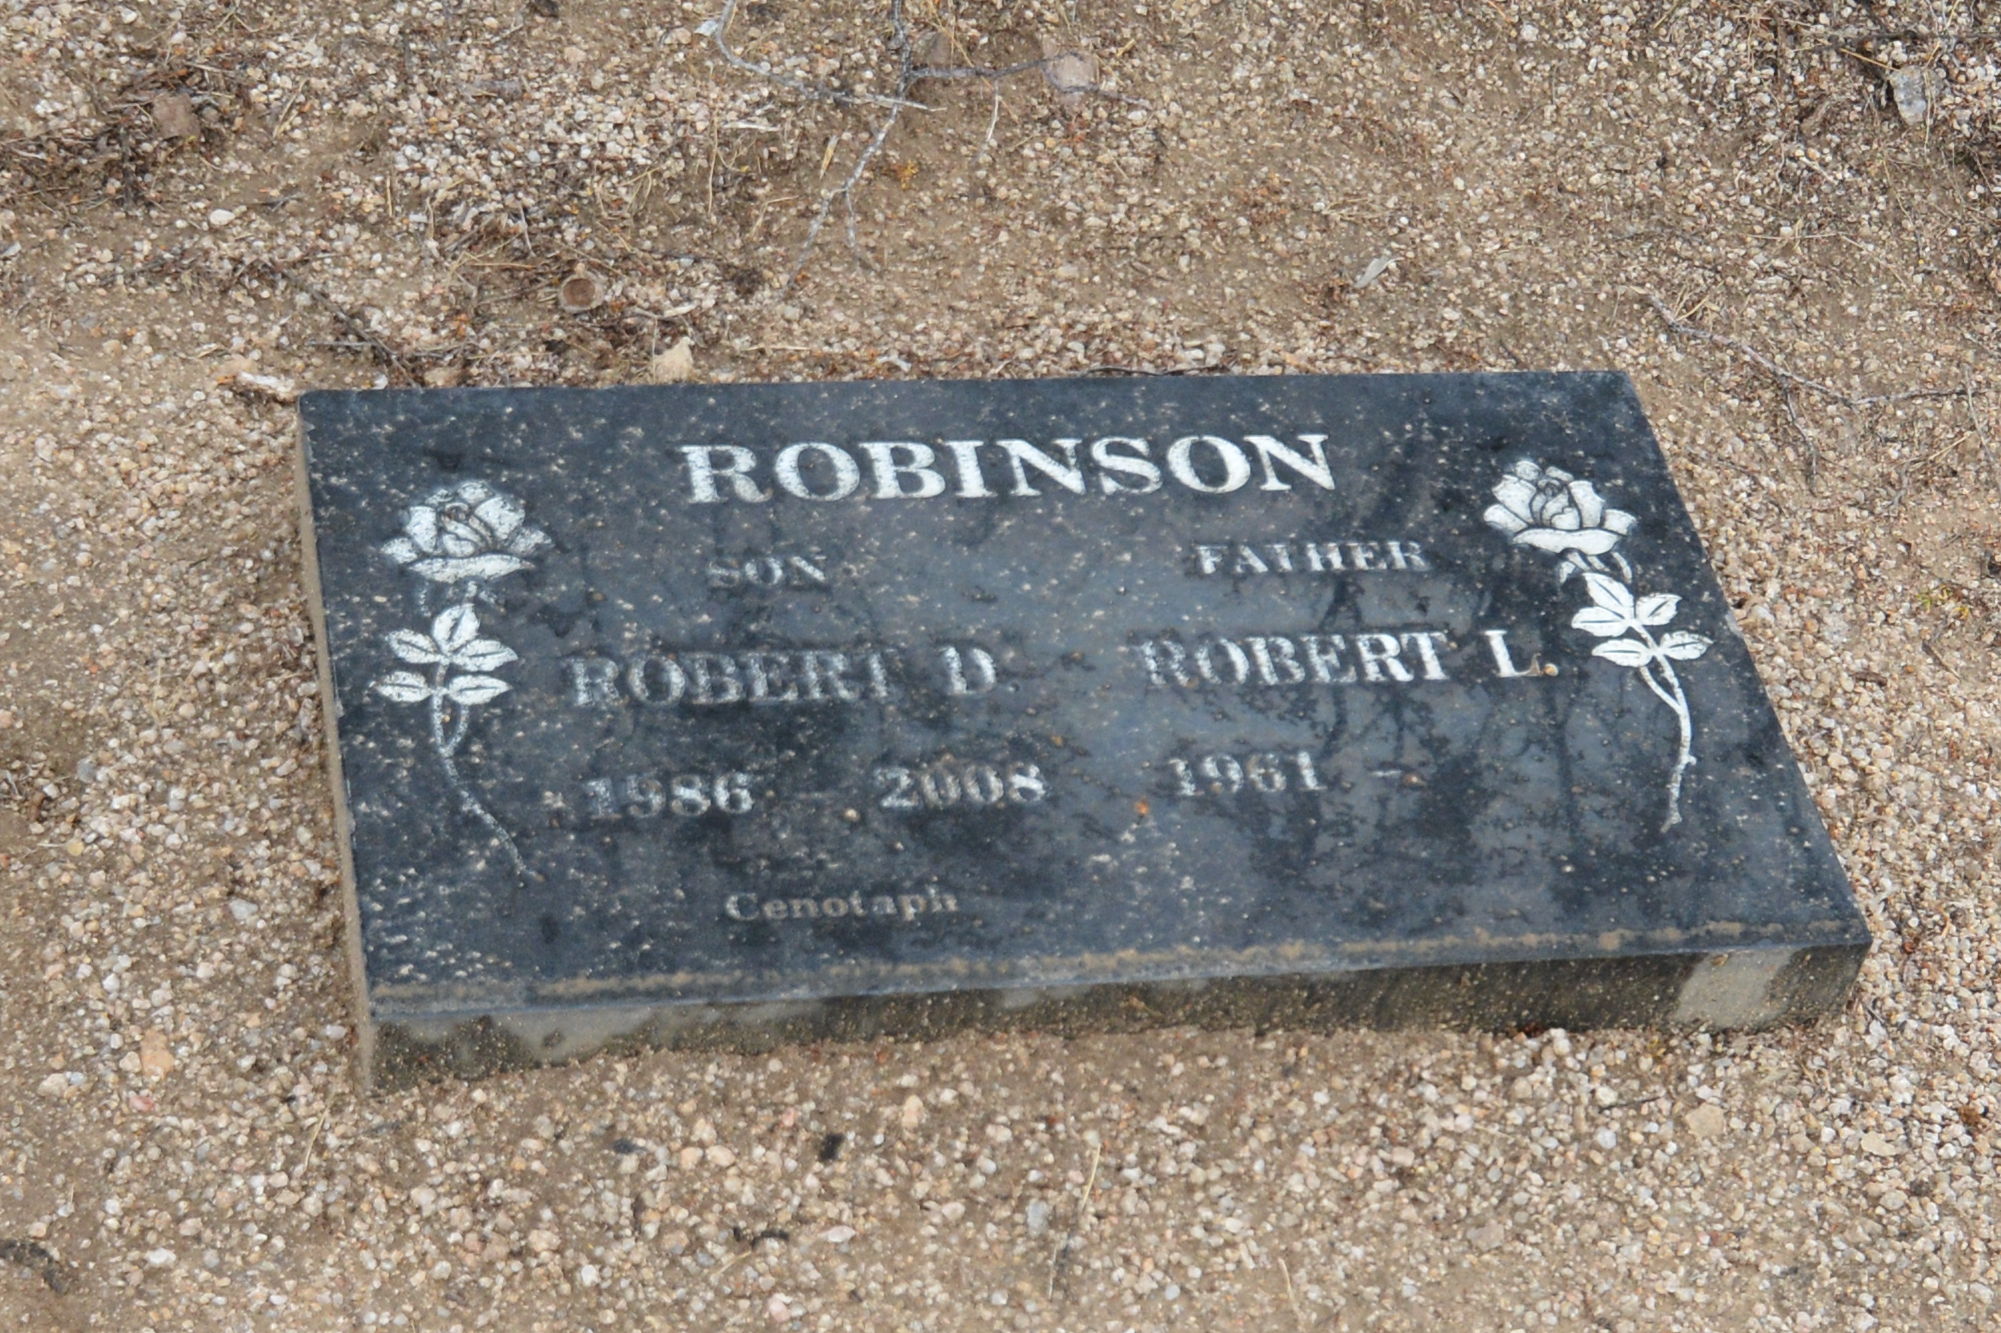 ROBINSON
SON FATHER
ROBERT D ROBERT L.
1986 - 2008 1961 -
Cenotaph